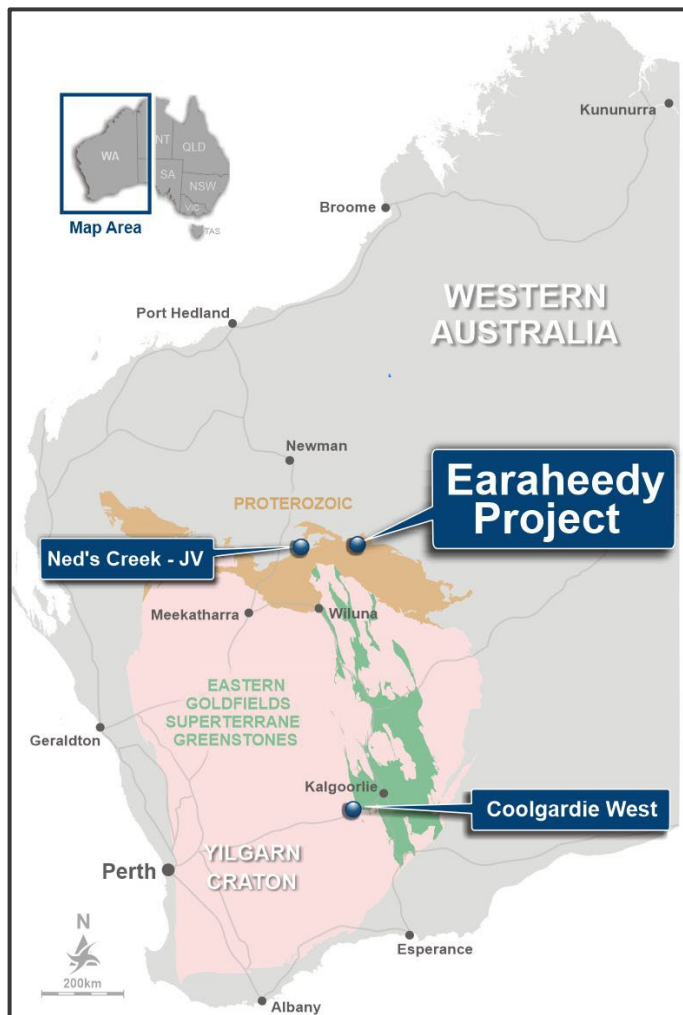 Kununurra
WA
NT
QLD
SA
NSW
VIC
TAS
Map Area
Broome
WESTERN
AUSTRALIA
Port Hedland
Newman
Earaheedy
Project
PROTEROZOIC
Ned's Creek - JV
Meekatharra
Wiluna
EASTERN
GOLDFIELDS
SUPERTERRANE
GREENSTONES
Geraldton
Kalgoorlie
Coolgardie West
Perth
YILGARN
CRATON
N
200km
Esperance
Albany